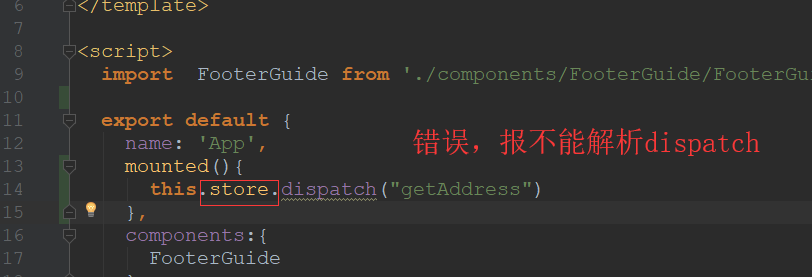 6 </template>
7
8 <script>
9 import FooterGuide from './components/FooterGuide/FooterGui
10
11 export default {
12 name: 'App',
错误，报不能解析dispatch
13 mounted(){
14 this.store.dispatch("getAddress")
15 },
16 components:{
17 FooterGuide